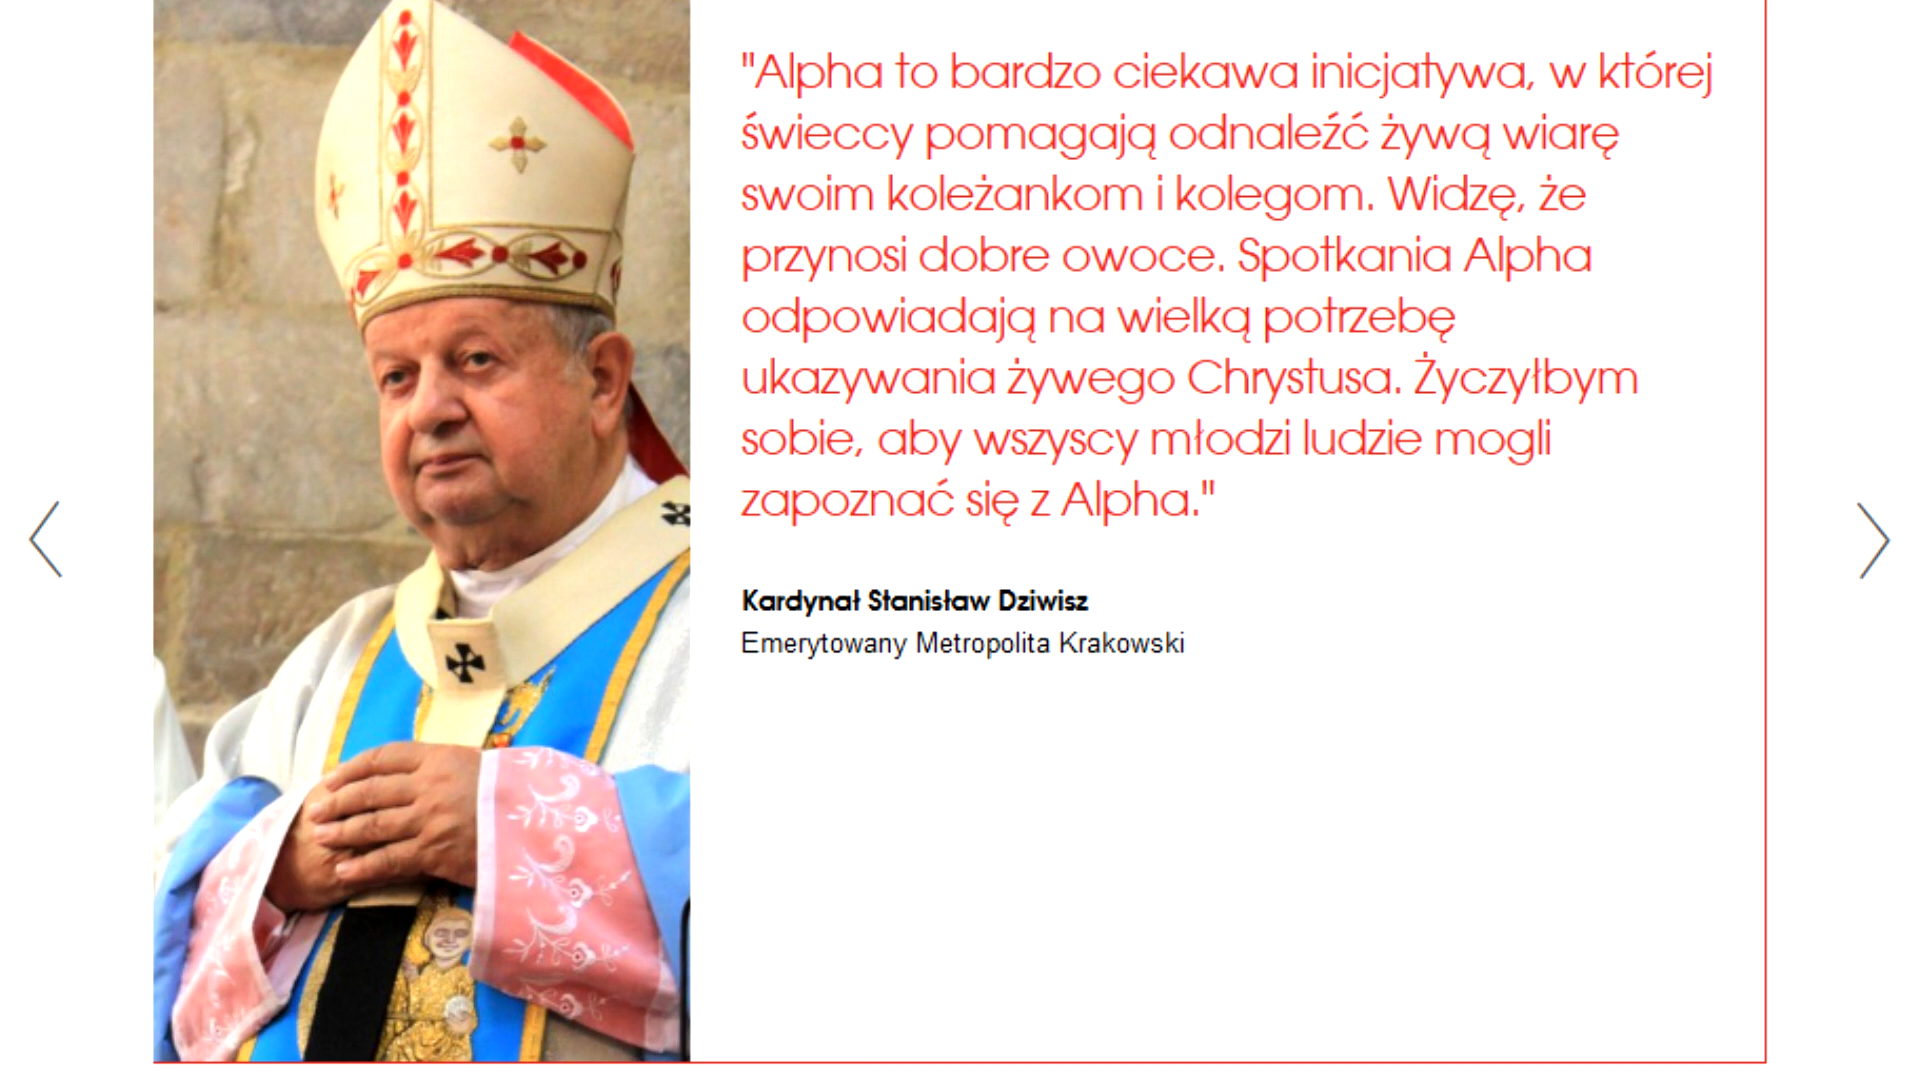 "Alpha to bardzo ciekawa inicjatywa, w której
świeccy pomagają odnaleźć żywą wiarę
swoim koleżankom i kolegom. Widzę, że
przynosi dobre owoce. Spotkania Alpha
odpowiadają na wielką potrzebę
ukazywania żywego Chrystusa. Życzyłbym
sobie, aby wszyscy młodzi ludzie mogli
zapoznać się z Alpha."
Kardynał Stanisław Dziwisz
Emerytowany Metropolita Krakowski